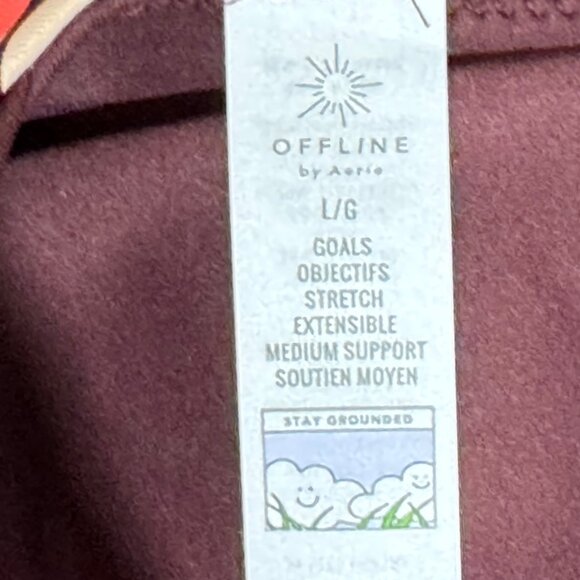 OFFLINE
by Aerie
L/G
GOALS
OBJECTIFS
STRETCH
EXTENSIBLE
MEDIUM SUPPORT
SOUTIEN MOYEN
STAY GROUNDED